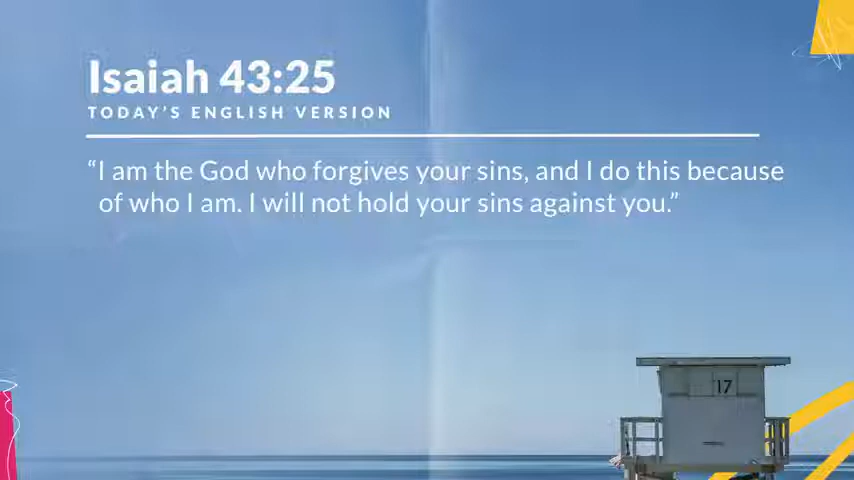 Isaiah 43:25
TODAY'S ENGLISH VERSION
“I am the God who forgives your sins, and I do this because
of who I am. I will not hold your sins against you.”
17